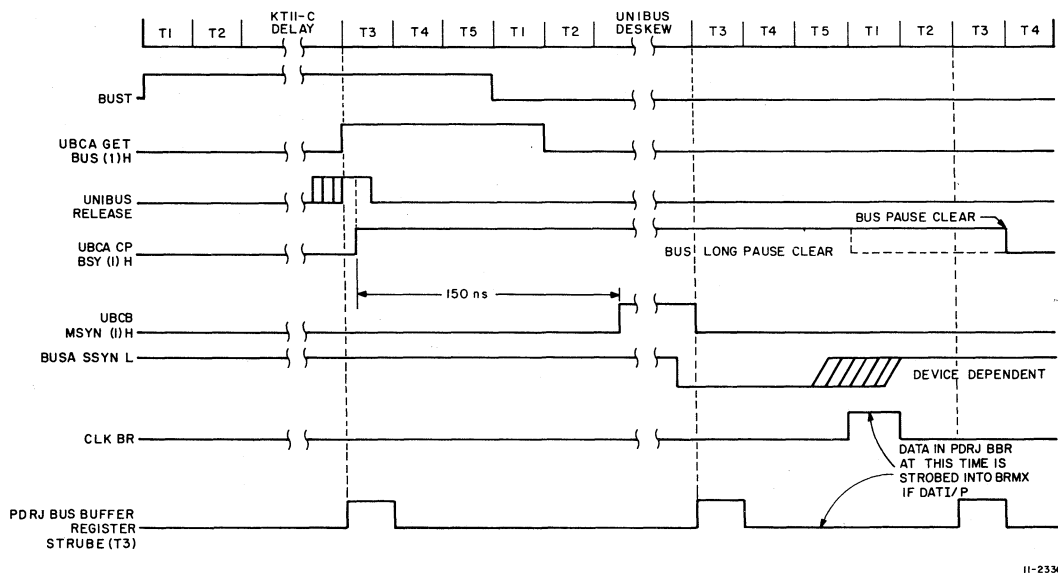 KT11-C
DELAY
UNIBUS
DESKEW
T1 T2 T3 T4 T5 T1 T2 T3 T4 T5 T1 T2 T3 T4
BUST
UBCA GET
BUS (1) H
UNIBUS
RELEASE
BUS PAUSE CLEAR
UBCA CP
BSY (1) H
BUS LONG PAUSE CLEAR
150 ns
UBCB
MSYN (1) H
BUSA SSYN L
DEVICE DEPENDENT
CLK BR
DATA IN PDRJ BBR
AT THIS TIME IS
STROBED INTO BRMX
IF DATI/P
PDRJ BUS BUFFER
REGISTER
STRUBE (T3)